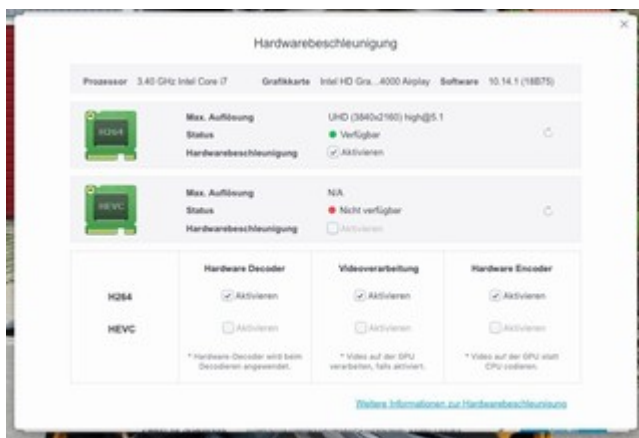 Hardwarebeschleunigung
Prozessor 3.40 GHz Intel Core i7 Grafikkarte Intel HD Gra...4000 Airplay Software 10.14.1 (18B75)
H264
Max. Auflösung UHD (3840x2160) high@5.1
Status Verfügbar
Hardwarebeschleunigung Aktivieren
HEVC
Max. Auflösung N/A
Status Nicht verfügbar
Hardwarebeschleunigung Aktivieren
Hardware Decoder Videoverarbeitung Hardware Encoder
H264 Aktivieren Aktivieren Aktivieren
HEVC Aktivieren Aktivieren Aktivieren
* Hardware-Decoder wird beim * Video auf der GPU * Video auf der GPU statt
Decodieren angewendet. verarbeiten, falls aktiviert. CPU codieren.
Weitere Informationen zur Hardwarebeschleunigung